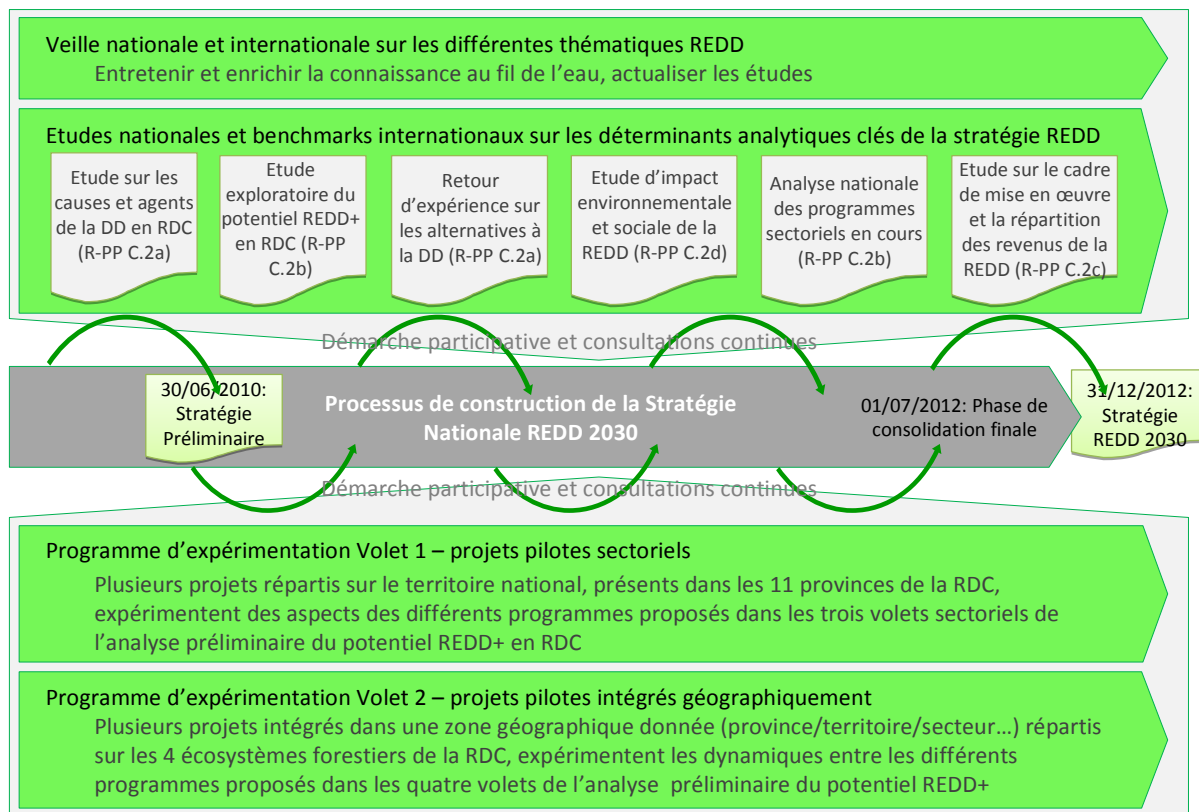 Veille nationale et internationale sur les différentes thématiques REDD
Entretenir et enrichir la connaissance au fil de l’eau, actualiser les études
Etudes nationales et benchmarks internationaux sur les déterminants analytiques clés de la stratégie REDD
Etude sur les
causes et agents
de la DD en RDC
(R-PP C.2a)
Etude
exploratoire du
potentiel REDD+
en RDC (R-PP
C.2b)
Retour
d’expérience sur
les alternatives à
la DD (R-PP C.2a)
Etude d’impact
environnementale
et sociale de la
REDD (R-PP C.2d)
Analyse nationale
des programmes
sectoriels en cours
(R-PP C.2b)
Etude sur le cadre
de mise en œuvre
et la répartition
des revenus de la
REDD (R-PP C.2c)
Démarche participative et consultations continues
30/06/2010:
Stratégie
Préliminaire
Processus de construction de la Stratégie
Nationale REDD 2030
01/07/2012: Phase de
consolidation finale
31/12/2012:
Stratégie
REDD 2030
Démarche participative et consultations continues
Programme d’expérimentation Volet 1 – projets pilotes sectoriels
Plusieurs projets répartis sur le territoire national, présents dans les 11 provinces de la RDC,
expérimentent des aspects des différents programmes proposés dans les trois volets sectoriels de
l’analyse préliminaire du potentiel REDD+ en RDC
Programme d’expérimentation Volet 2 – projets pilotes intégrés géographiquement
Plusieurs projets intégrés dans une zone géographique donnée (province/territoire/secteur…) répartis
sur les 4 écosystèmes forestiers de la RDC, expérimentent les dynamiques entre les différents
programmes proposés dans les quatre volets de l’analyse  préliminaire du potentiel REDD+